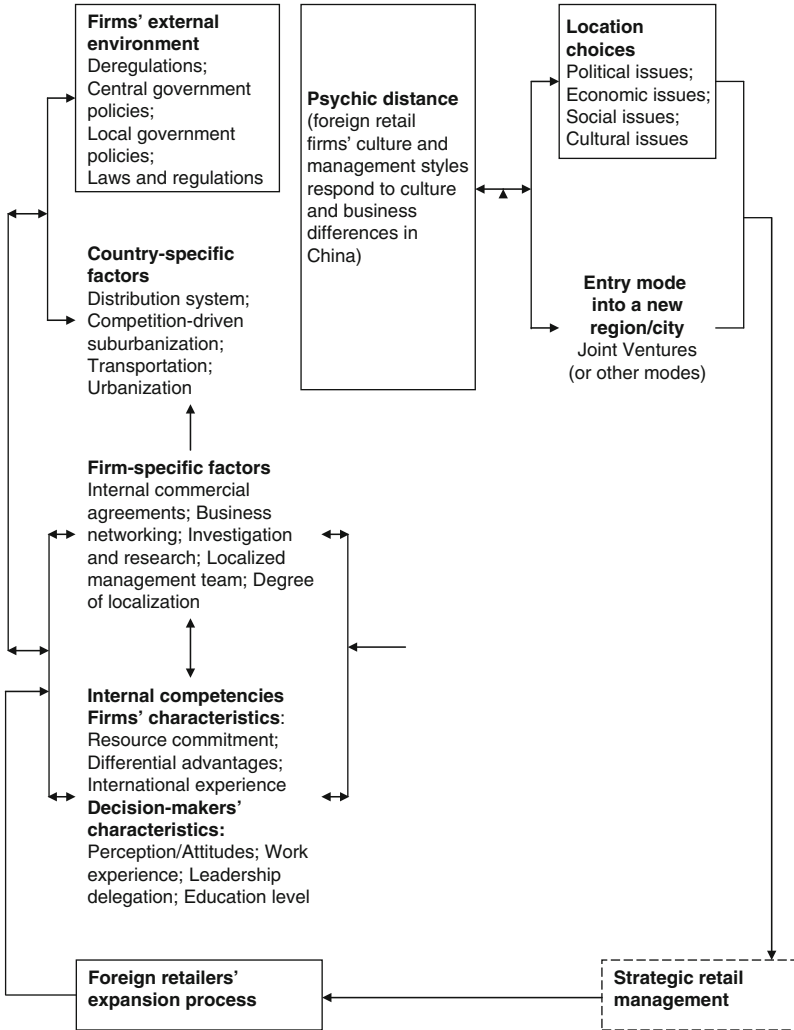 Firms' external
environment
Deregulations;
Central government
policies;
Local government
policies;
Laws and regulations
Country-specific
factors
Distribution system;
Competition-driven
suburbanization;
Transportation;
Urbanization
Firm-specific factors
Internal commercial
agreements; Business
networking; Investigation
and research; Localized
management team; Degree
of localization
Internal competencies
Firms' characteristics:
Resource commitment;
Differential advantages;
International experience
Decision-makers'
characteristics:
Perception/Attitudes; Work
experience; Leadership
delegation; Education level
Psychic distance
(foreign retail
firms' culture and
management styles
respond to culture
and business
differences in
China)
Location
choices
Political issues;
Economic issues;
Social issues;
Cultural issues
Entry mode
into a new
region/city
Joint Ventures
(or other modes)
Foreign retailers'
expansion process
Strategic retail
management